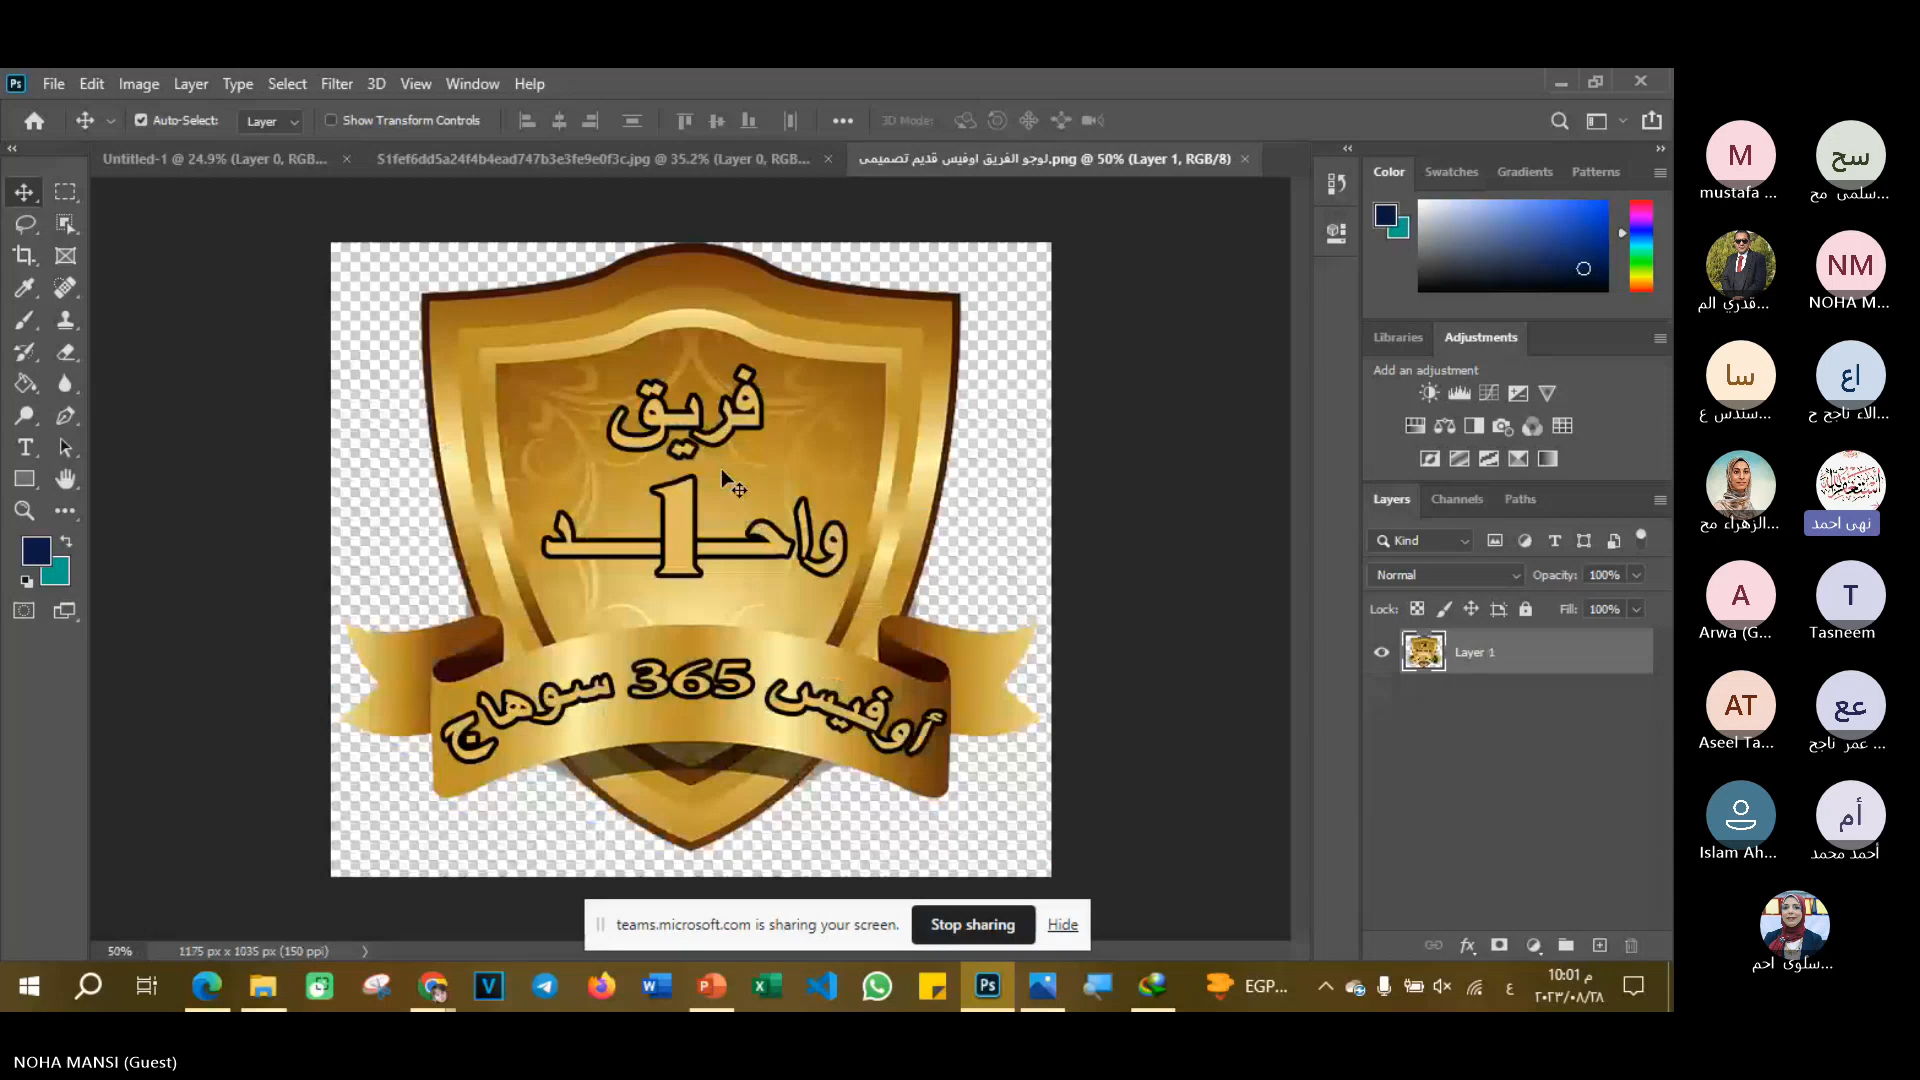 File Edit Image Layer Type Select Filter 3D View Window Help
Auto-Select: Layer Show Transform Controls 3D Mode:
Untitled-1 @ 24.9% (Layer 0, RGB...
S1fef6dd5a24f4b4ead747b3e3fe9e0f3c.jpg @ 35.2% (Layer 0, RGB...
لوجو الفريق اوفيس قديم تصميمى.png @ 50% (Layer 1, RGB/8)
فريق
واحد
1
أوفيس 365 سوهاج
Color Swatches Gradients Patterns
Libraries Adjustments
Add an adjustment
Layers Channels Paths
Kind
Normal Opacity: 100%
Lock: Fill: 100%
Layer 1
50% 1175 px x 1035 px (150 ppi)
teams.microsoft.com is sharing your screen. Stop sharing Hide
EGP...
ع
10:01 م
٢٠٢٣/٠٨/٢٨
M
mustafa ...
سح
سلمى مح...
قدري الم...
NM
NOHA M...
سا
سندس ع...
اع
الاء ناجح ح...
الزهراء مح...
نهى احمد
A
Arwa (G...
T
Tasneem
AT
Aseel Ta...
عع
عمر ناجح ...
Islam Ah...
أم
أحمد محمد
سلوى احم...
NOHA MANSI (Guest)